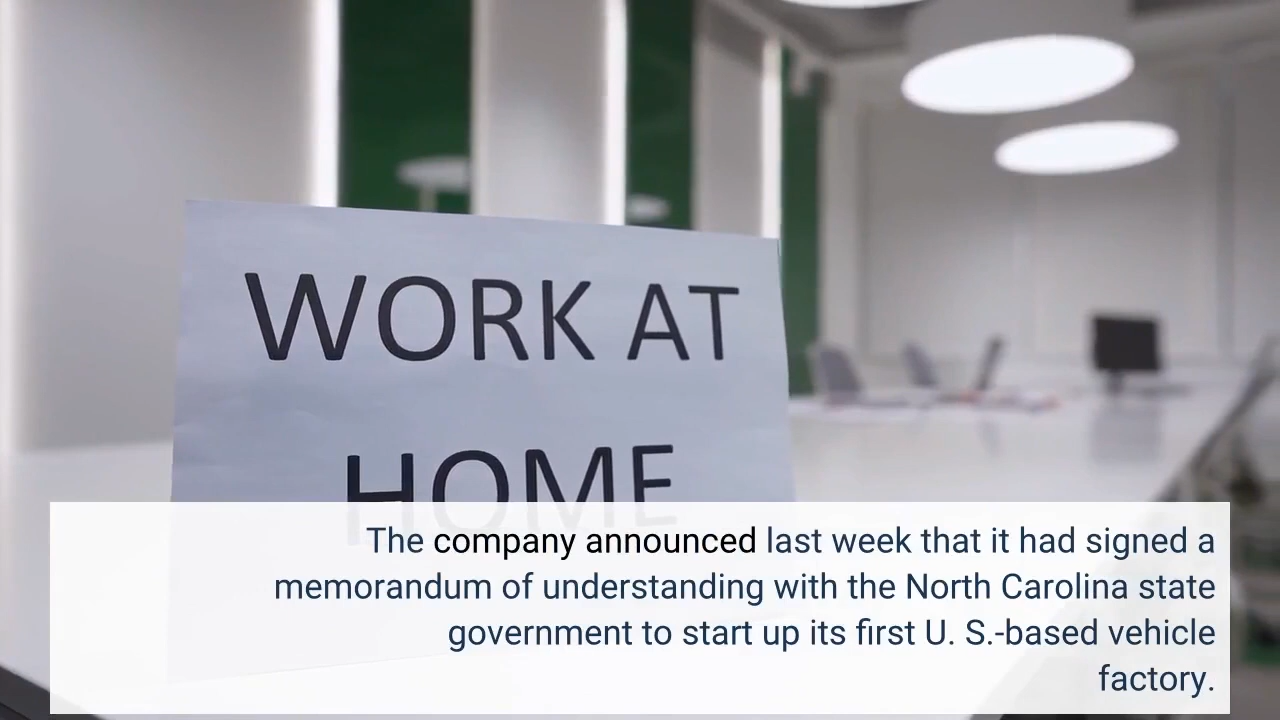 WORK AT
HOME
The company announced last week that it had signed a
memorandum of understanding with the North Carolina state
government to start up its first U. S.-based vehicle
factory.